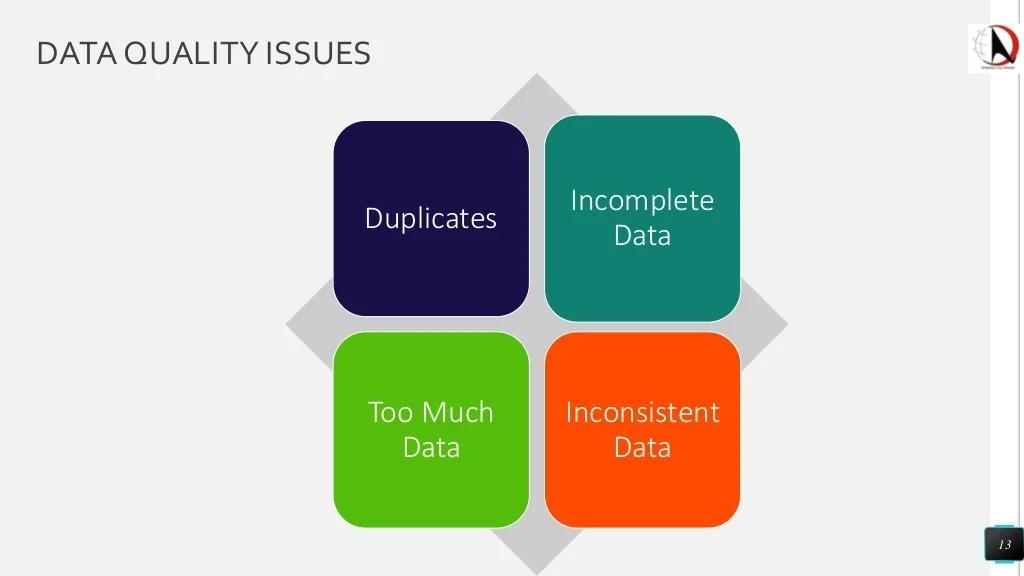 DATA QUALITY ISSUES
Duplicates
Incomplete
Data
Too Much
Data
Inconsistent
Data
13